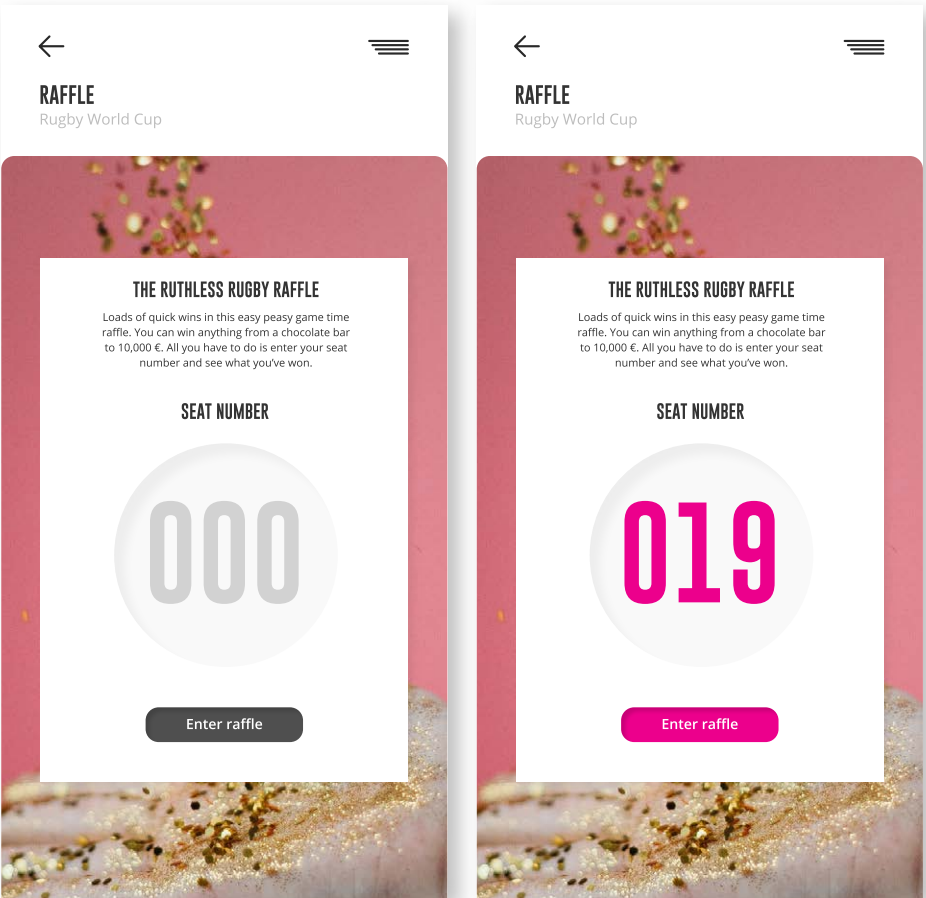 RAFFLE
Rugby World Cup
THE RUTHLESS RUGBY RAFFLE
Loads of quick wins in this easy peasy game time
raffle. You can win anything from a chocolate bar
to 10,000 €. All you have to do is enter your seat
number and see what you’ve won.
SEAT NUMBER
000
Enter raffle
RAFFLE
Rugby World Cup
THE RUTHLESS RUGBY RAFFLE
Loads of quick wins in this easy peasy game time
raffle. You can win anything from a chocolate bar
to 10,000 €. All you have to do is enter your seat
number and see what you’ve won.
SEAT NUMBER
019
Enter raffle